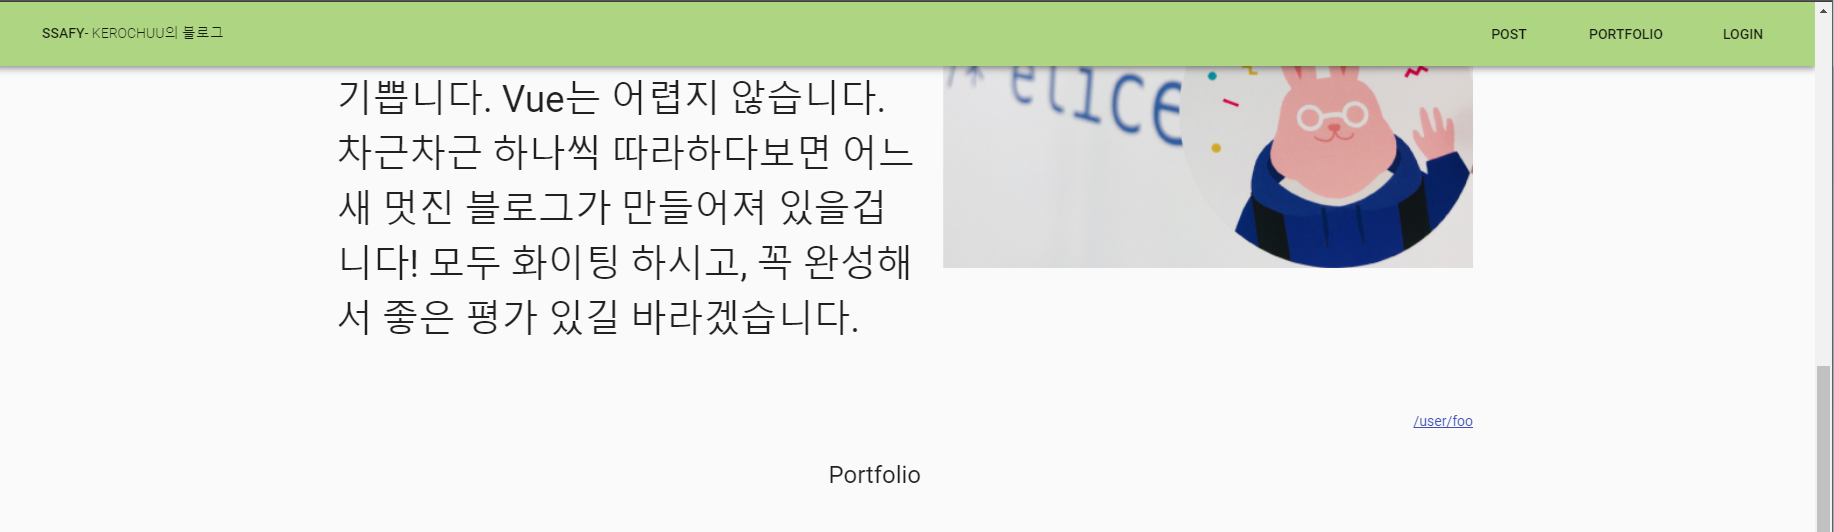 SSAFY- KEROCHUU의 블로그
POST
PORTFOLIO
LOGIN
기쁩니다. Vue는 어렵지 않습니다.
차근차근 하나씩 따라하다보면 어느
새 멋진 블로그가 만들어져 있을겁
니다! 모두 화이팅 하시고, 꼭 완성해
서 좋은 평가 있길 바라겠습니다.
elice
/user/foo
Portfolio